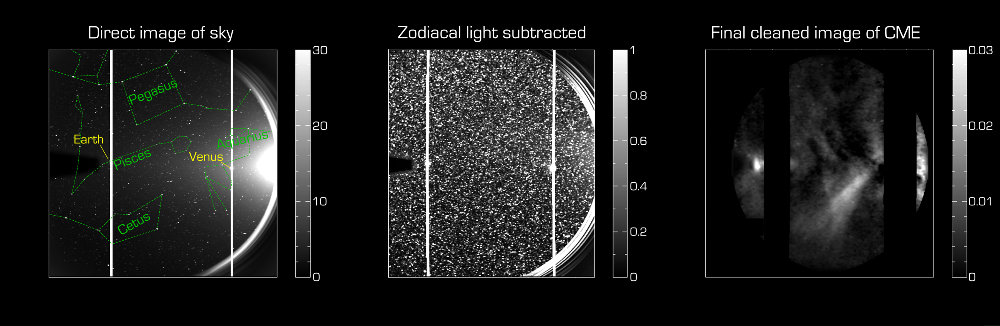 Direct image of sky
Zodiacal light subtracted
Final cleaned image of CME
Pegasus
Earth
Aquarius
Pisces
Venus
Cetus
30
20
10
0
1
0.8
0.6
0.4
0.2
0
0.03
0.02
0.01
0